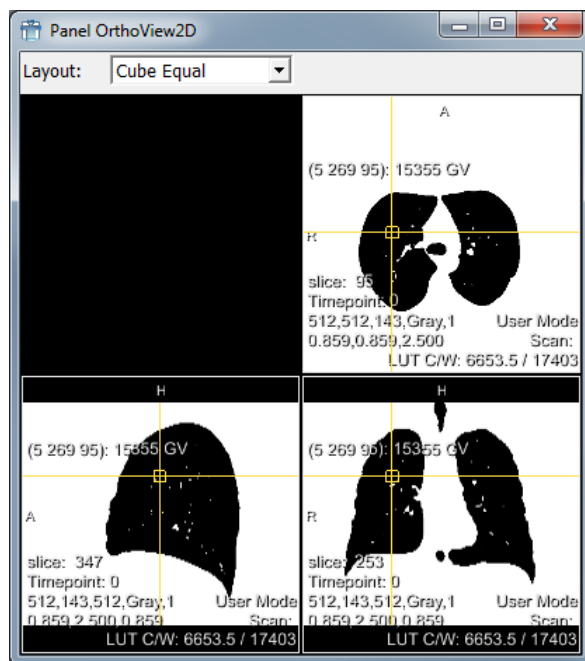 Panel OrthoView2D
Layout: Cube Equal
A
(5 269 95): 15355 GV
R
slice: 95
Timepoint: 0
512,512,143,Gray,1 User Mode
0.859,0.859,2.500 Scan:
LUT C/W: 6653.5 / 17403
H
(5 269 95): 15355 GV
A
slice: 347
Timepoint: 0
512,143,512,Gray,1 User Mode
0.859,2.500,0.859 Scan:
LUT C/W: 6653.5 / 17403
H
(5 269 95): 15355 GV
R
slice: 253
Timepoint: 0
512,143,512,Gray,1 User Mode
0.859,2.500,0.859 Scan:
LUT C/W: 6653.5 / 17403